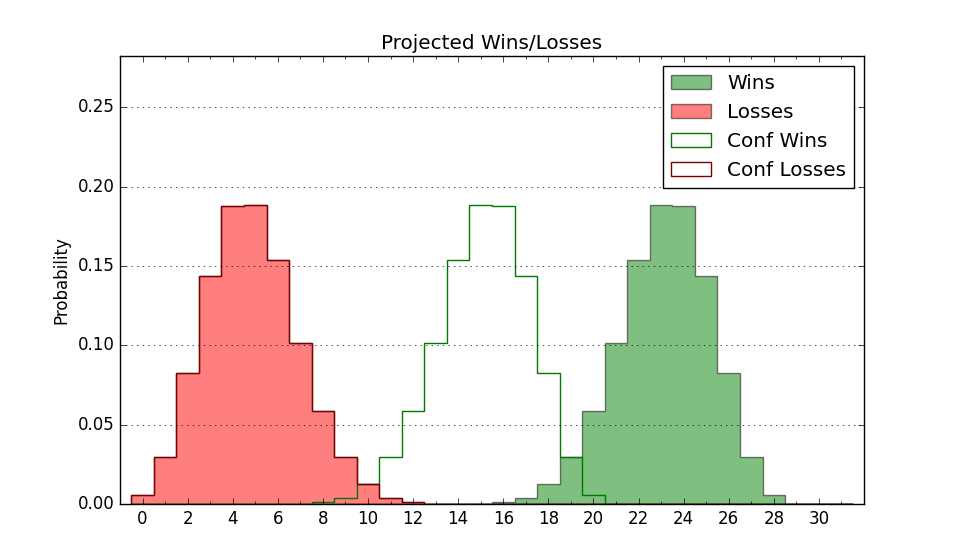 Projected Wins/Losses
Wins
Losses
Conf Wins
Conf Losses
Probability
0.25
0.20
0.15
0.10
0.05
0.00
0 2 4 6 8 10 12 14 16 18 20 22 24 26 28 30